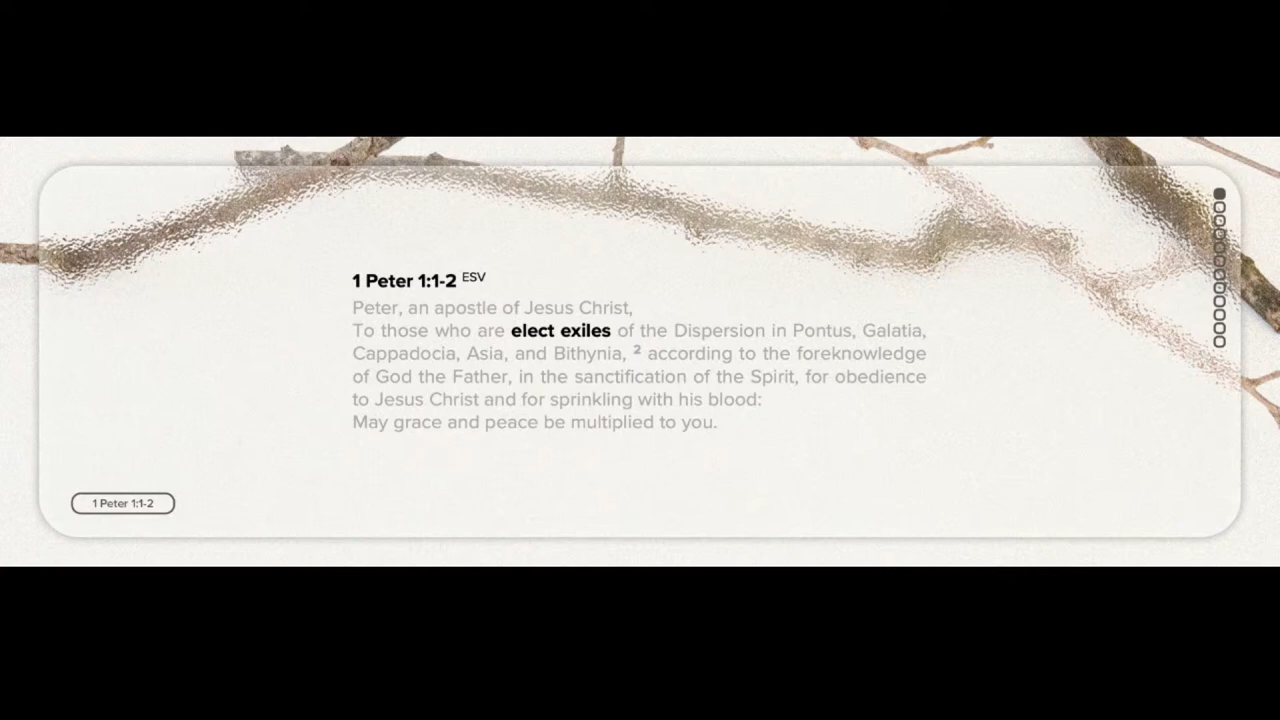 1 Peter 1:1-2 ESV
Peter, an apostle of Jesus Christ,
To those who are elect exiles of the Dispersion in Pontus, Galatia,
Cappadocia, Asia, and Bithynia, 2 according to the foreknowledge
of God the Father, in the sanctification of the Spirit, for obedience
to Jesus Christ and for sprinkling with his blood:
May grace and peace be multiplied to you.
1 Peter 1:1-2